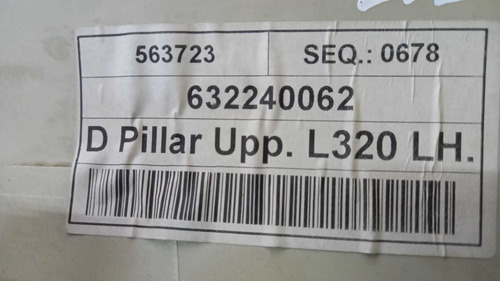 563723 SEQ.: 0678
632240062
D Pillar Upp. L320 LH.